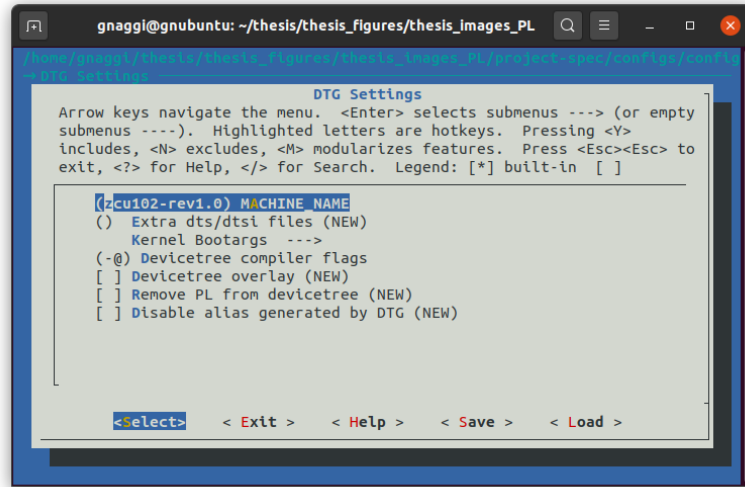 gnaggi@gnubuntu: ~/thesis/thesis_figures/thesis_images_PL
/home/gnaggi/thesis/thesis_figures/thesis_images_PL/project-spec/configs/config
→ DTG Settings
DTG Settings
Arrow keys navigate the menu.  <Enter> selects submenus ---> (or empty
submenus ----).  Highlighted letters are hotkeys.  Pressing <Y>
includes, <N> excludes, <M> modularizes features.  Press <Esc><Esc> to
exit, <?> for Help, </> for Search.  Legend: [*] built-in  [ ]
(zcu102-rev1.0) MACHINE_NAME
()  Extra dts/dtsi files (NEW)
Kernel Bootargs  --->
(-@) Devicetree compiler flags
[ ] Devicetree overlay (NEW)
[ ] Remove PL from devicetree (NEW)
[ ] Disable alias generated by DTG (NEW)
<Select>    < Exit >    < Help >    < Save >    < Load >